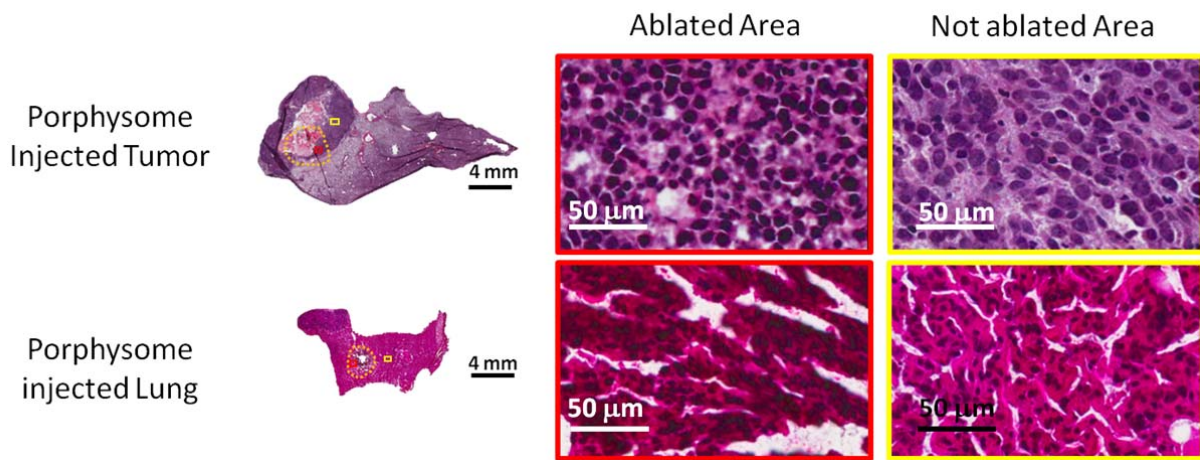 Ablated Area
Not ablated Area
Porphysome
Injected Tumor
4 mm
50 μm
50 μm
Porphysome
injected Lung
4 mm
50 μm
50 μm